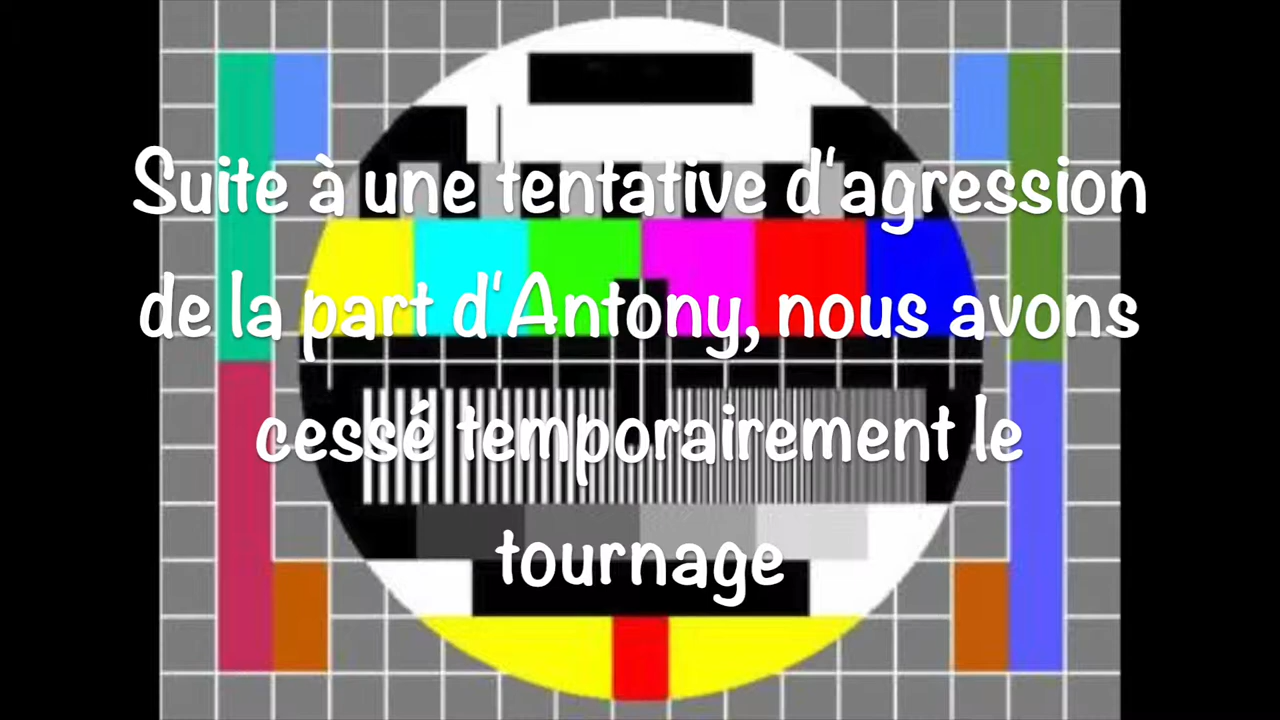 Suite à une tentative d'agression
de la part d'Antony, nous avons
cessé temporairement le
tournage